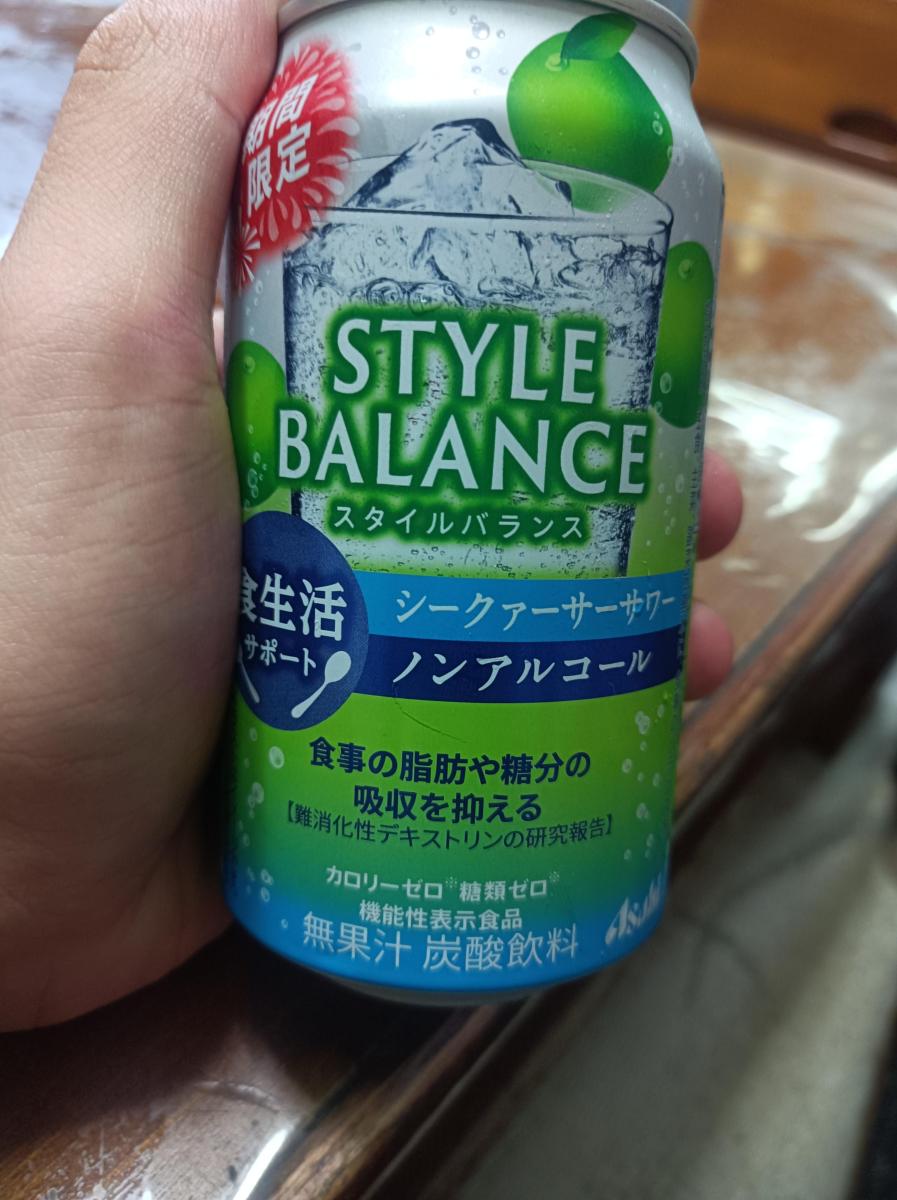 期間
限定
STYLE
BALANCE
スタイルバランス
食生活
サポート
シークァーサーサワー
ノンアルコール
食事の脂肪や糖分の
吸収を抑える
【難消化性デキストリンの研究報告】
カロリーゼロ※ 糖類ゼロ※
機能性表示食品
無果汁 炭酸飲料
Asahi